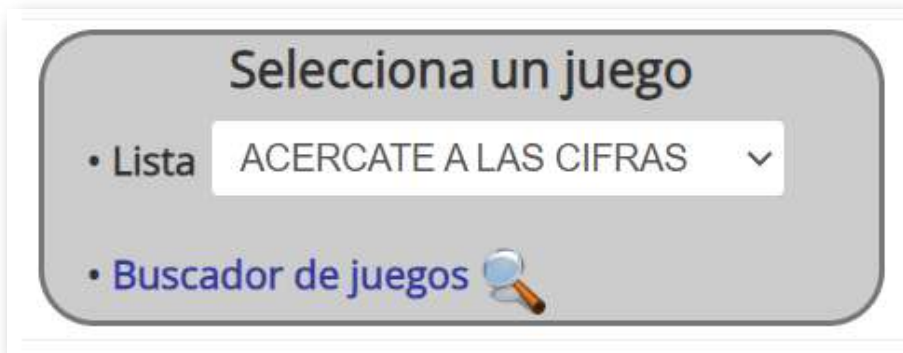 Selecciona un juego
• Lista ACERCATE A LAS CIFRAS
• Buscador de juegos